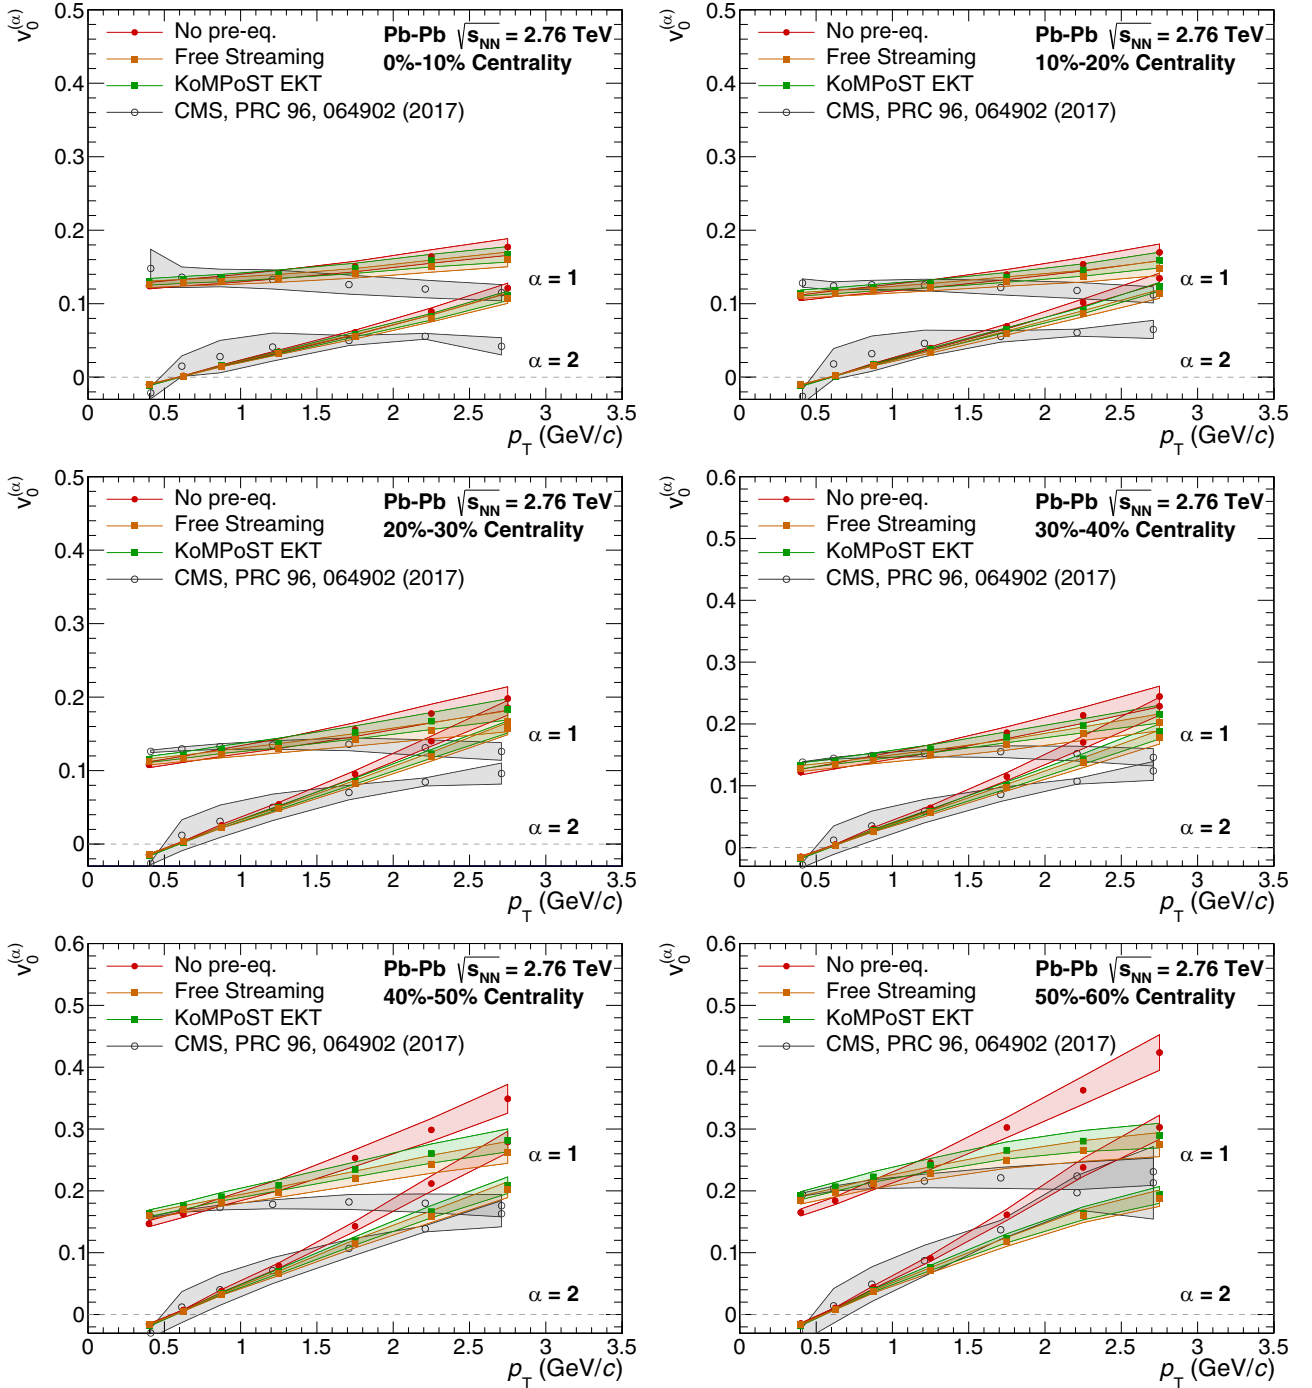 v₀^(α)
0.5
0.4
0.3
0.2
0.1
0
No pre-eq.
Free Streaming
KoMPoST EKT
CMS, PRC 96, 064902 (2017)
Pb-Pb √s_NN = 2.76 TeV
0%-10% Centrality
α = 1
α = 2
0 0.5 1 1.5 2 2.5 3 3.5
p_T (GeV/c)
v₀^(α)
0.5
0.4
0.3
0.2
0.1
0
No pre-eq.
Free Streaming
KoMPoST EKT
CMS, PRC 96, 064902 (2017)
Pb-Pb √s_NN = 2.76 TeV
10%-20% Centrality
α = 1
α = 2
0 0.5 1 1.5 2 2.5 3 3.5
p_T (GeV/c)
v₀^(α)
0.5
0.4
0.3
0.2
0.1
0
No pre-eq.
Free Streaming
KoMPoST EKT
CMS, PRC 96, 064902 (2017)
Pb-Pb √s_NN = 2.76 TeV
20%-30% Centrality
α = 1
α = 2
0 0.5 1 1.5 2 2.5 3 3.5
p_T (GeV/c)
v₀^(α)
0.6
0.5
0.4
0.3
0.2
0.1
0
No pre-eq.
Free Streaming
KoMPoST EKT
CMS, PRC 96, 064902 (2017)
Pb-Pb √s_NN = 2.76 TeV
30%-40% Centrality
α = 1
α = 2
0 0.5 1 1.5 2 2.5 3 3.5
p_T (GeV/c)
v₀^(α)
0.6
0.5
0.4
0.3
0.2
0.1
0
No pre-eq.
Free Streaming
KoMPoST EKT
CMS, PRC 96, 064902 (2017)
Pb-Pb √s_NN = 2.76 TeV
40%-50% Centrality
α = 1
α = 2
0 0.5 1 1.5 2 2.5 3 3.5
p_T (GeV/c)
v₀^(α)
0.6
0.5
0.4
0.3
0.2
0.1
0
No pre-eq.
Free Streaming
KoMPoST EKT
CMS, PRC 96, 064902 (2017)
Pb-Pb √s_NN = 2.76 TeV
50%-60% Centrality
α = 1
α = 2
0 0.5 1 1.5 2 2.5 3 3.5
p_T (GeV/c)